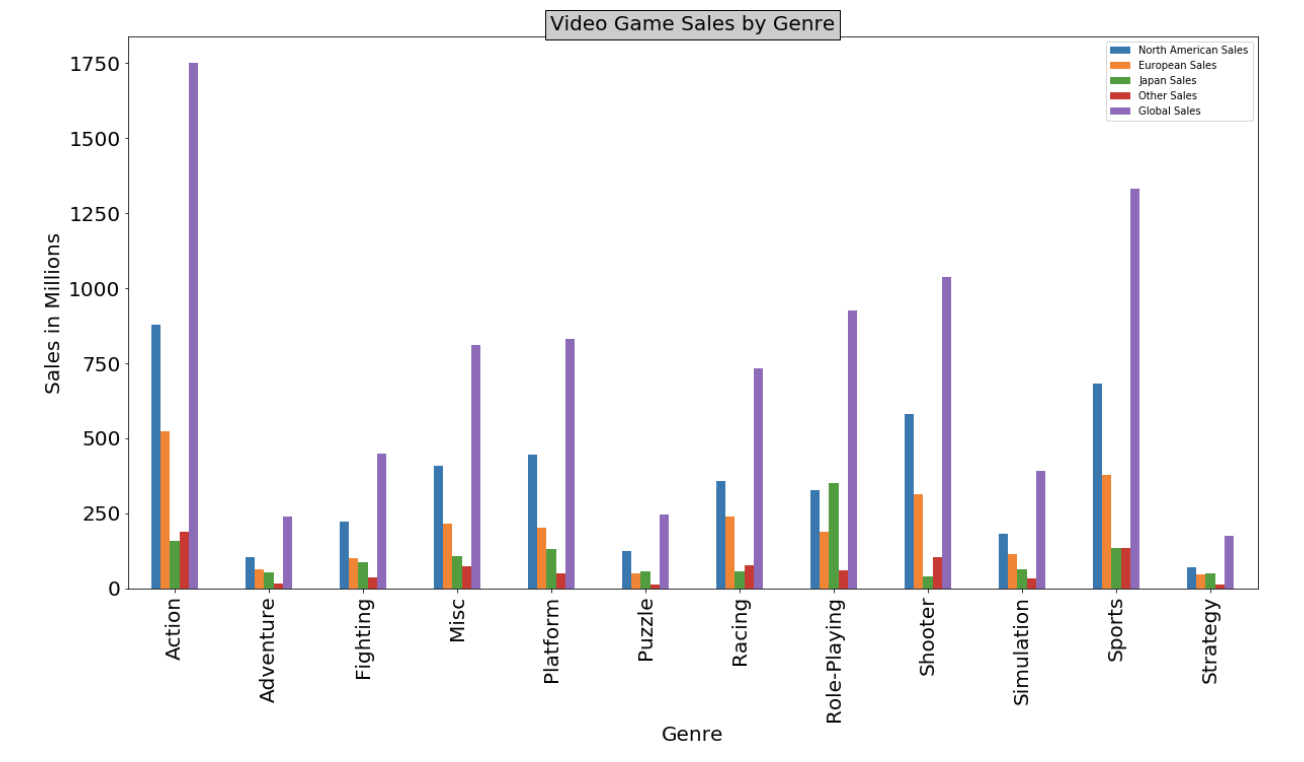 Video Game Sales by Genre
North American Sales
European Sales
Japan Sales
Other Sales
Global Sales
Sales in Millions
1750
1500
1250
1000
750
500
250
0
Action
Adventure
Fighting
Misc
Platform
Puzzle
Racing
Role-Playing
Shooter
Simulation
Sports
Strategy
Genre